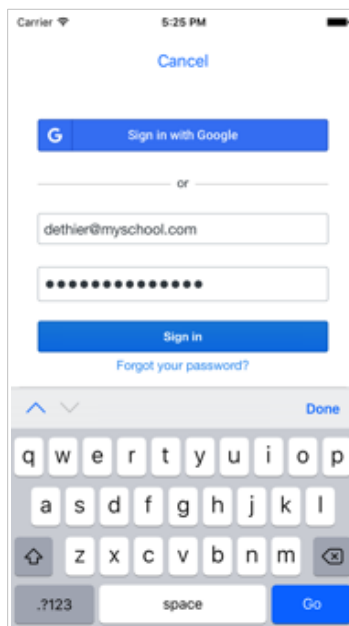 Carrier 5:25 PM
Cancel
G Sign in with Google
or
dethier@myschool.com
●●●●●●●●●●●●●●
Sign in
Forgot your password?
Done
q w e r t y u i o p
a s d f g h j k l
z x c v b n m
.?123 space Go